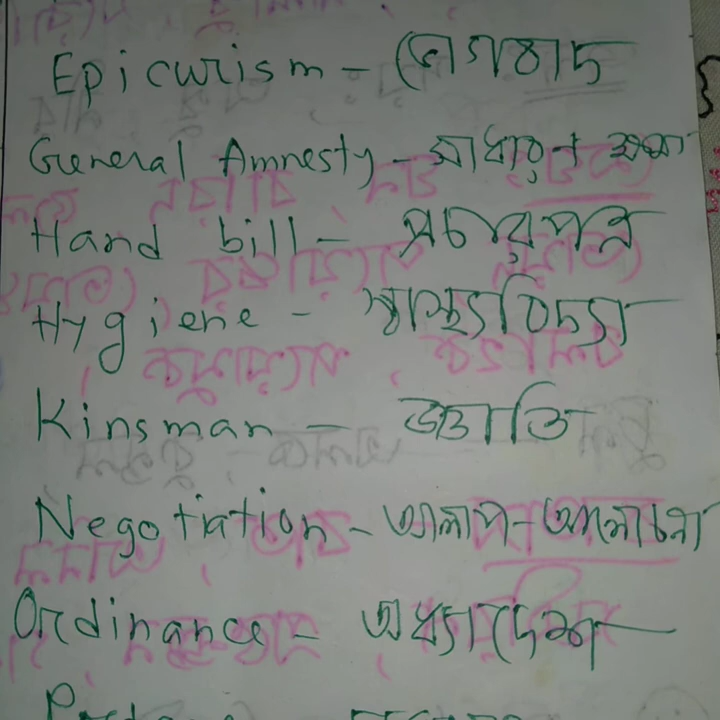 Epicurism - ভোগবাদ
General Amnesty - সাধারণ ক্ষমা
Hand bill - প্রচারপত্র
Hygiene - স্বাস্থ্যবিদ্যা
Kinsman - জ্ঞাতি
Negotiation - আলাপ-আলোচনা
Ordinance - অধ্যাদেশ